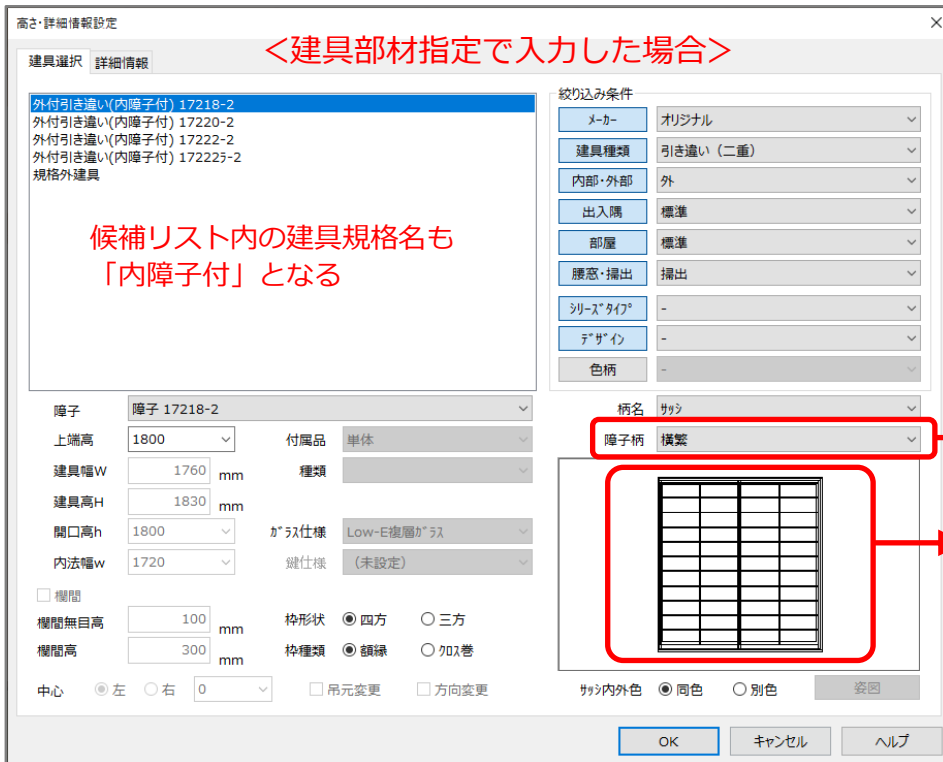 高さ・詳細情報設定
<建具部材指定で入力した場合>
建具選択 詳細情報
外付引き違い(内障子付) 17218-2
外付引き違い(内障子付) 17220-2
外付引き違い(内障子付) 17222-2
外付引き違い(内障子付) 17222ﾗ-2
規格外建具
候補リスト内の建具規格名も
「内障子付」となる
絞り込み条件
ﾒｰｶｰ オリジナル
建具種類 引き違い（二重）
内部・外部 外
出入隅 標準
部屋 標準
腰窓・掃出 掃出
ｼﾘｰｽﾞﾀｲﾌﾟ -
ﾃﾞｻﾞｲﾝ -
色柄 -
障子 障子 17218-2
柄名 ｻｯｼ
上端高 1800 付属品 単体
障子柄 横繁
建具幅W 1760 mm 種類
建具高H 1830 mm
開口高h 1800 ｶﾞﾗｽ仕様 Low-E複層ｶﾞﾗｽ
内法幅w 1720 鍵仕様 （未設定）
欄間
欄間無目高 100 mm 枠形状 四方 三方
欄間高 300 mm 枠種類 額縁 ｸﾛｽ巻
中心 左 右 0 吊元変更 方向変更
ｻｯｼ内外色 同色 別色 姿図
OK キャンセル ヘルプ